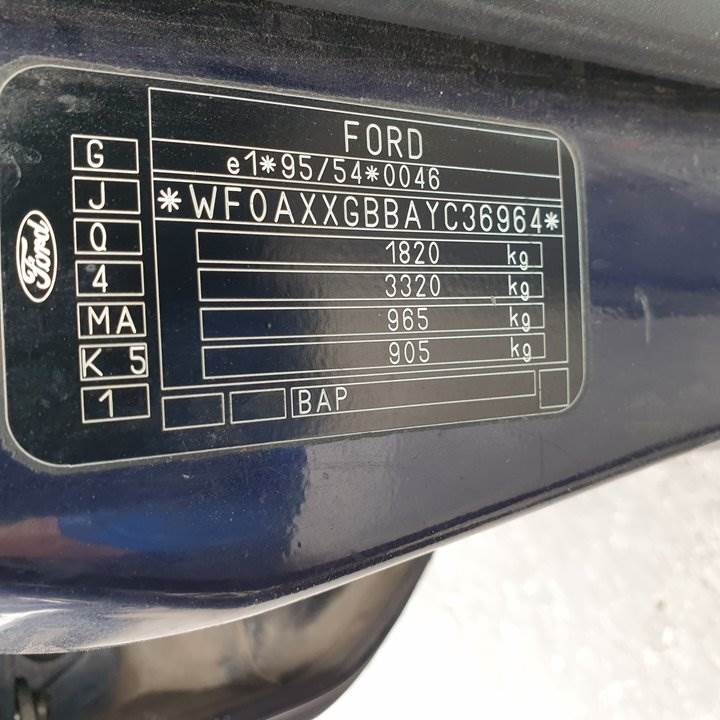 FORD
e1*95/54*0046
*WF0AXXGBBAYC36964*
1820 kg
3320 kg
965 kg
905 kg
BAP
G
J
Q
4
MA
K 5
1
Ford